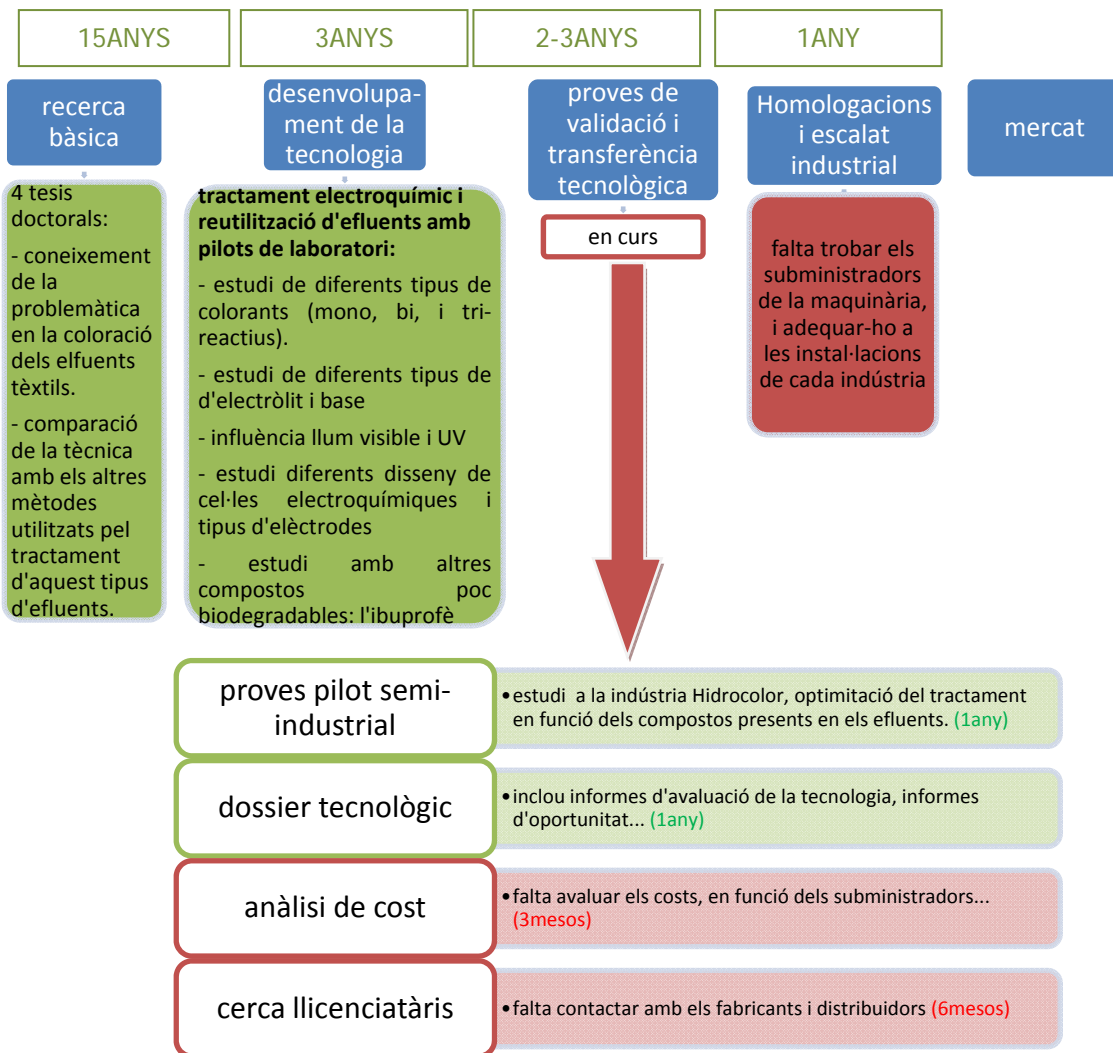 15ANYS
3ANYS
2-3ANYS
1ANY
recerca
bàsica
desenvolupa-
ment de la
tecnologia
proves de
validació i
transferència
tecnològica
Homologacions
i escalat
industrial
mercat
4 tesis
doctorals:
- coneixement
de la
problemàtica
en la coloració
dels elfuents
tèxtils.
- comparació
de la tècnica
amb els altres
mètodes
utilitzats pel
tractament
d'aquest tipus
d'efluents.
tractament electroquímic i
reutilització d'efluents amb
pilots de laboratori:
- estudi de diferents tipus de
colorants (mono, bi, i tri-
reactius).
- estudi de diferents tipus de
d'electròlit i base
- influència llum visible i UV
- estudi diferents disseny de
cel·les electroquímiques i
tipus d'elèctrodes
- estudi amb altres
compostos poc
biodegradables: l'ibuprofè
en curs
falta trobar els
subministradors
de la maquinària,
i adequar-ho a
les instal·lacions
de cada indústria
proves pilot semi-
industrial
•estudi a la indústria Hidrocolor, optimitació del tractament
en funció dels compostos presents en els efluents. (1any)
dossier tecnològic
•inclou informes d'avaluació de la tecnologia, informes
d'oportunitat... (1any)
anàlisi de cost
•falta avaluar els costs, en funció dels subministradors...
(3mesos)
cerca llicenciatàris
•falta contactar amb els fabricants i distribuidors (6mesos)